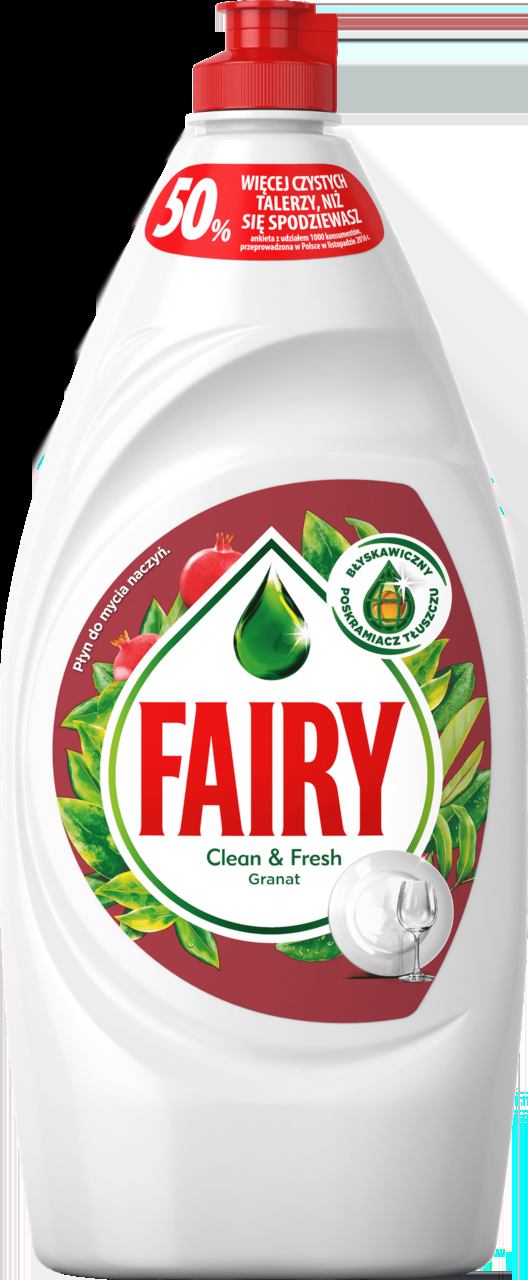 50%
WIĘCEJ CZYSTYCH
TALERZY, NIŻ
SIĘ SPODZIEWASZ
ankieta z udziałem 1000 konsumentów,
przeprowadzona w Polsce w listopadzie 2016 r.
Płyn do mycia naczyń.
BŁYSKAWICZNY
POSKRAMIACZ TŁUSZCZU
FAIRY
Clean & Fresh
Granat